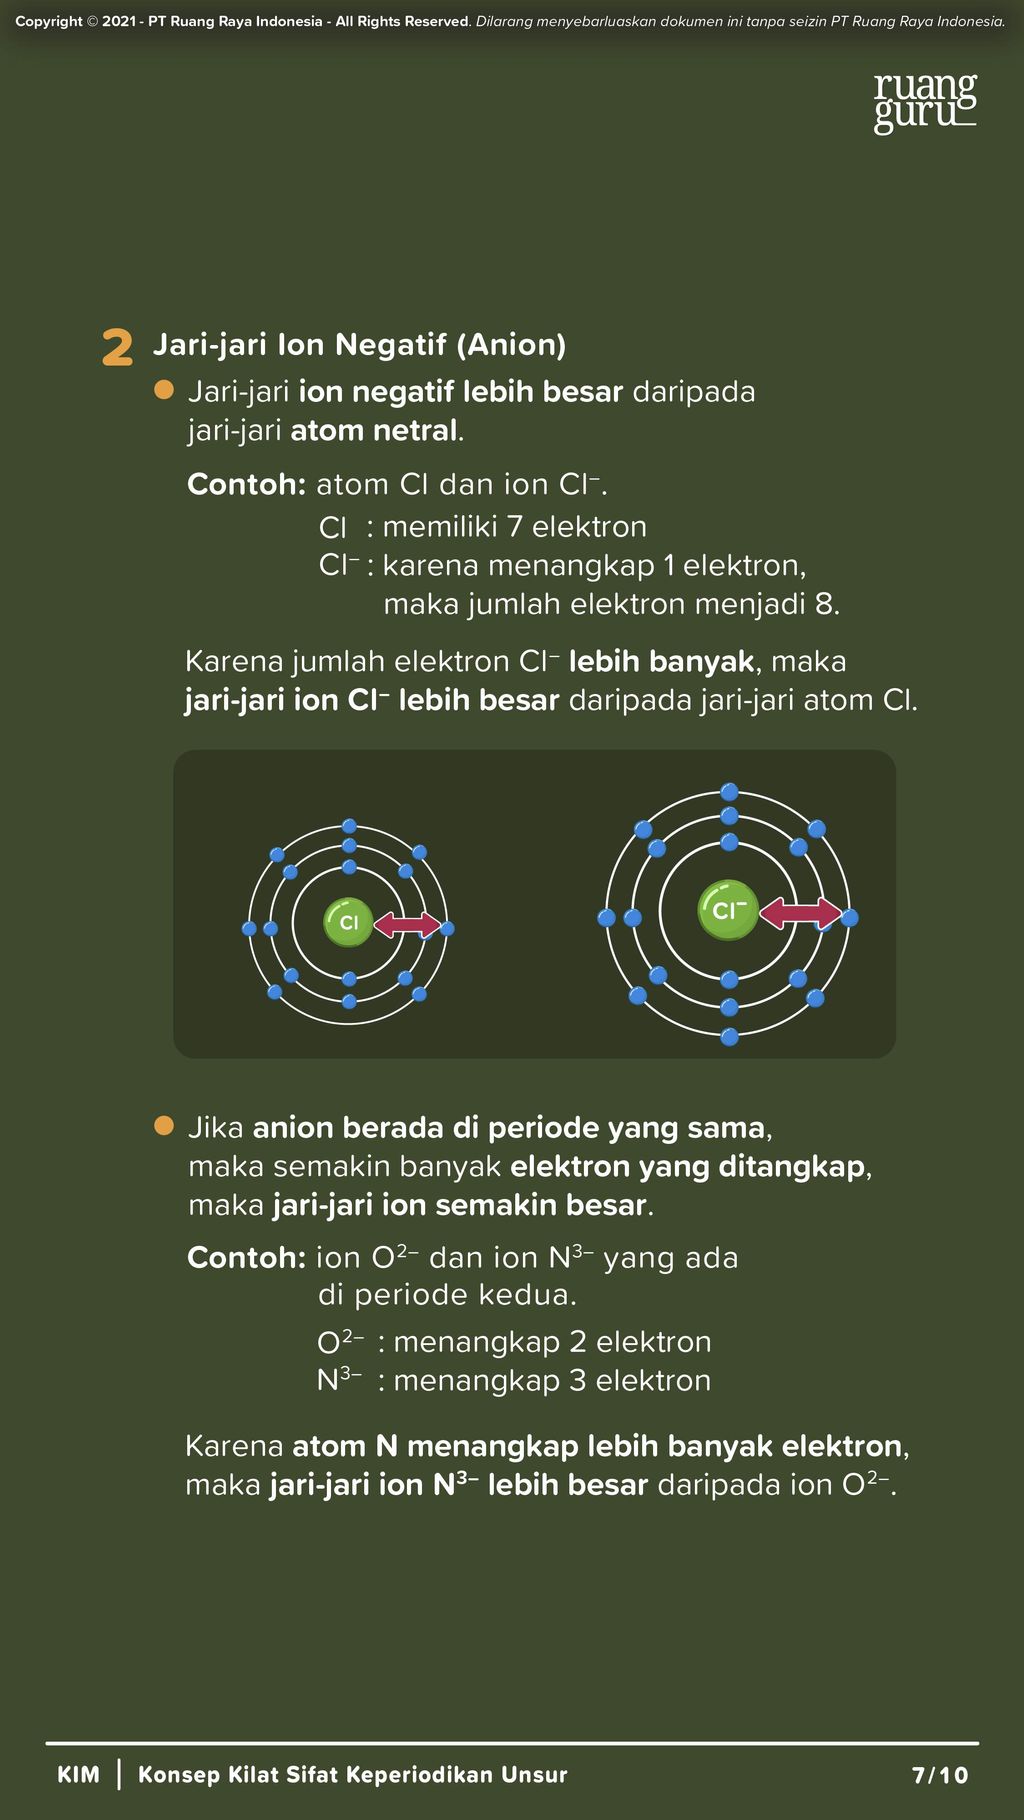 Copyright © 2021 - PT Ruang Raya Indonesia - All Rights Reserved. Dilarang menyebarluaskan dokumen ini tanpa seizin PT Ruang Raya Indonesia.
ruang
guru_
2 Jari-jari Ion Negatif (Anion)
Jari-jari ion negatif lebih besar daripada
jari-jari atom netral.
Contoh: atom Cl dan ion Cl⁻.
Cl : memiliki 7 elektron
Cl⁻ : karena menangkap 1 elektron,
maka jumlah elektron menjadi 8.
Karena jumlah elektron Cl⁻ lebih banyak, maka
jari-jari ion Cl⁻ lebih besar daripada jari-jari atom Cl.
Cl
Cl⁻
Jika anion berada di periode yang sama,
maka semakin banyak elektron yang ditangkap,
maka jari-jari ion semakin besar.
Contoh: ion O²⁻ dan ion N³⁻ yang ada
di periode kedua.
O²⁻ : menangkap 2 elektron
N³⁻ : menangkap 3 elektron
Karena atom N menangkap lebih banyak elektron,
maka jari-jari ion N³⁻ lebih besar daripada ion O²⁻.
KIM | Konsep Kilat Sifat Keperiodikan Unsur 7/10